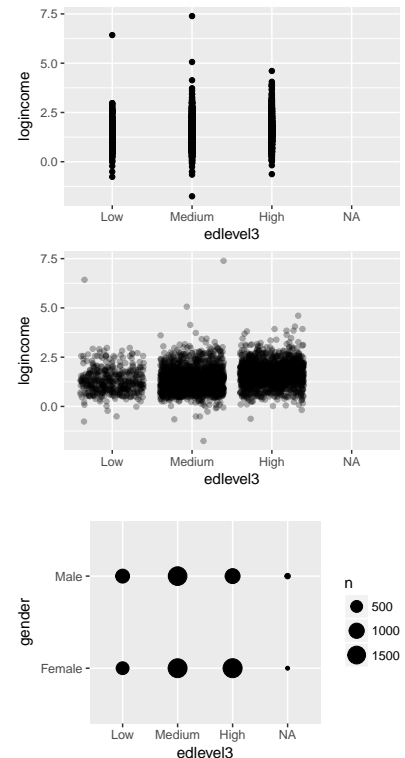 7.5
5.0
2.5
0.0
logincome
Low Medium High NA
edlevel3
7.5
5.0
2.5
0.0
logincome
Low Medium High NA
edlevel3
Male
Female
gender
Low Medium High NA
edlevel3
n
500
1000
1500